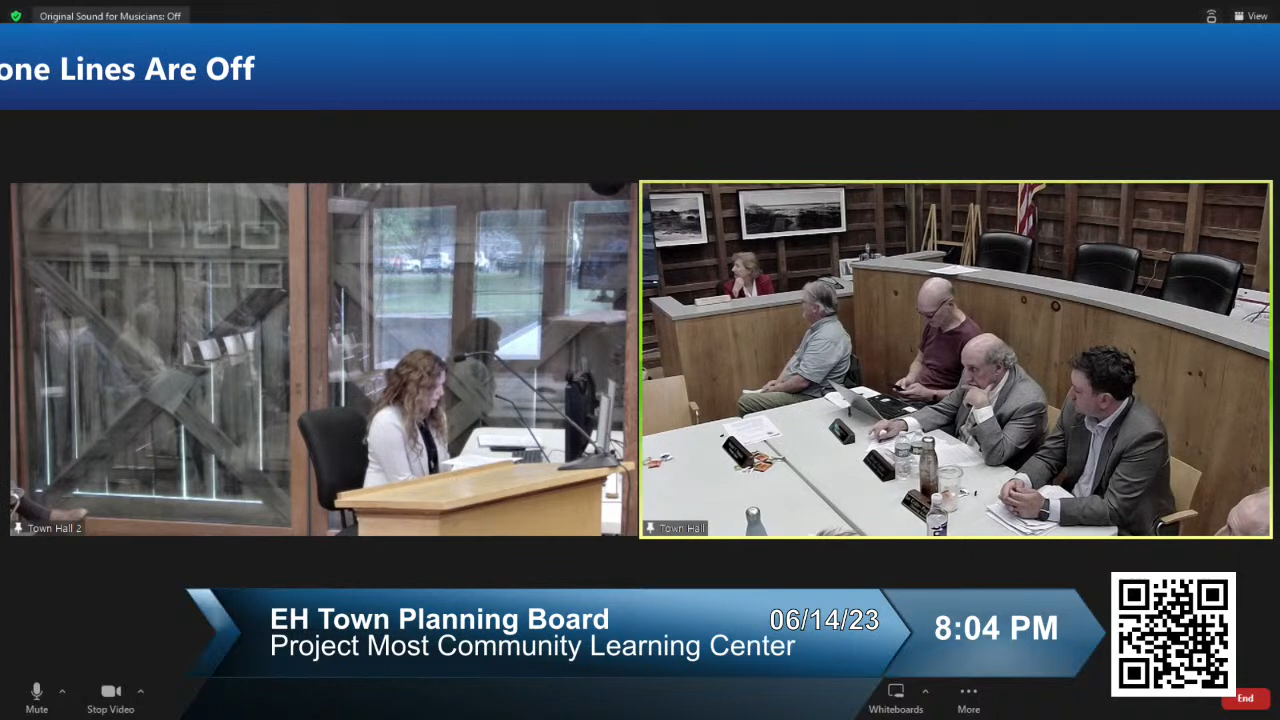 Original Sound for Musicians: Off
View
one Lines Are Off
Town Hall 2
Town Hall
EH Town Planning Board
06/14/23
Project Most Community Learning Center
8:04 PM
Mute
Stop Video
Whiteboards
More
End